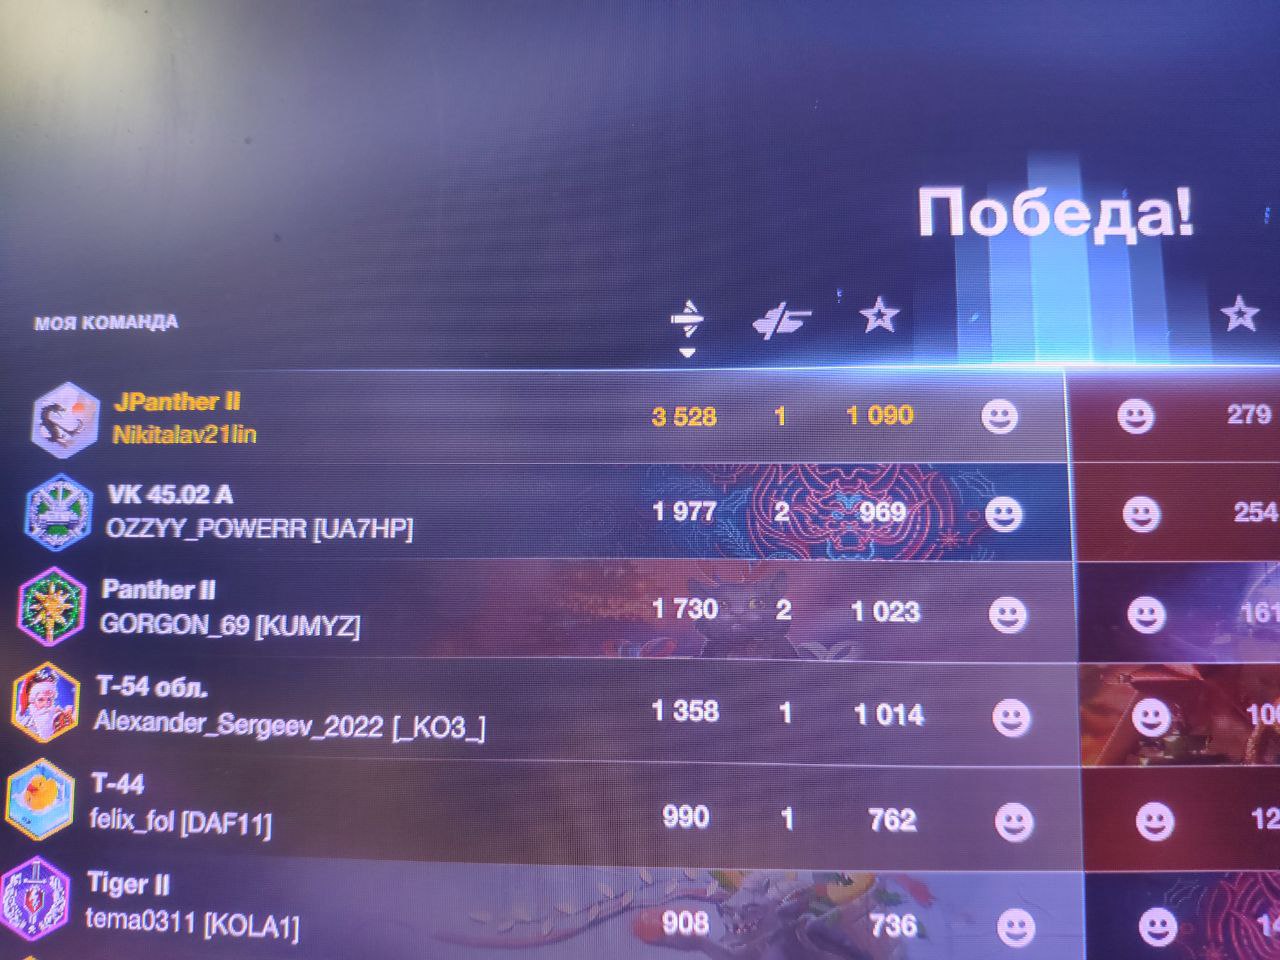 Победа!
МОЯ КОМАНДА
JPanther II
Nikitalav21lin
3 528 1 1 090 279
VK 45.02 A
OZZYY_POWERR [UA7HP]
1 977 2 969 254
Panther II
GORGON_69 [KUMYZ]
1 730 2 1 023 161
Т-54 обл.
Alexander_Sergeev_2022 [_KO3_]
1 358 1 1 014
Т-44
felix_fol [DAF11]
990 1 762
Tiger II
tema0311 [KOLA1]
908 736